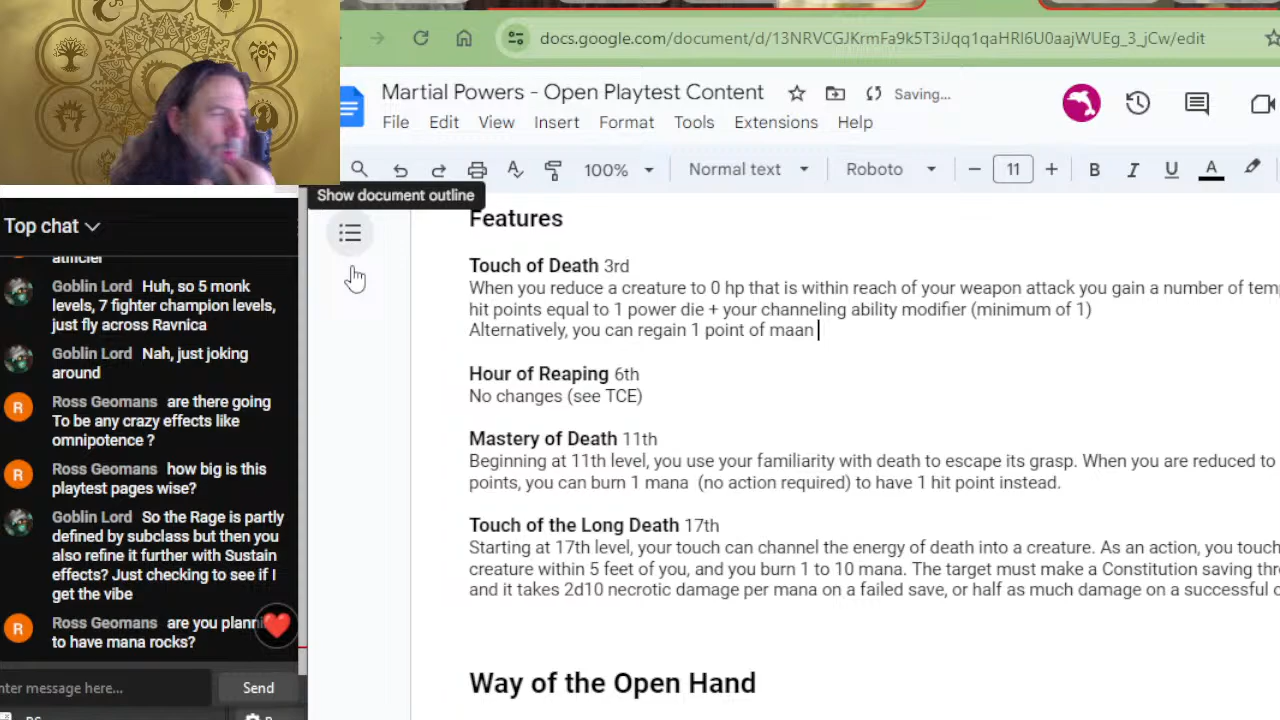 docs.google.com/document/d/13NRVCGJKrmFa9k5T3iJqq1qaHRl6U0aajWUEg_3_jCw/edit
Martial Powers - Open Playtest Content
Saving...
File Edit View Insert Format Tools Extensions Help
100% Normal text Roboto 11 B I U A
Show document outline
Top chat
Goblin Lord Huh, so 5 monk
levels, 7 fighter champion levels,
just fly across Ravnica
Goblin Lord Nah, just joking
around
Ross Geomans are there going
To be any crazy effects like
omnipotence ?
Ross Geomans how big is this
playtest pages wise?
Goblin Lord So the Rage is partly
defined by subclass but then you
also refine it further with Sustain
effects? Just checking to see if I
get the vibe
Ross Geomans are you planni
to have mana rocks?
nter message here...
Send
Features
Touch of Death 3rd
When you reduce a creature to 0 hp that is within reach of your weapon attack you gain a number of tem
hit points equal to 1 power die + your channeling ability modifier (minimum of 1)
Alternatively, you can regain 1 point of maan
Hour of Reaping 6th
No changes (see TCE)
Mastery of Death 11th
Beginning at 11th level, you use your familiarity with death to escape its grasp. When you are reduced to
points, you can burn 1 mana (no action required) to have 1 hit point instead.
Touch of the Long Death 17th
Starting at 17th level, your touch can channel the energy of death into a creature. As an action, you touch
creature within 5 feet of you, and you burn 1 to 10 mana. The target must make a Constitution saving thr
and it takes 2d10 necrotic damage per mana on a failed save, or half as much damage on a successful
Way of the Open Hand